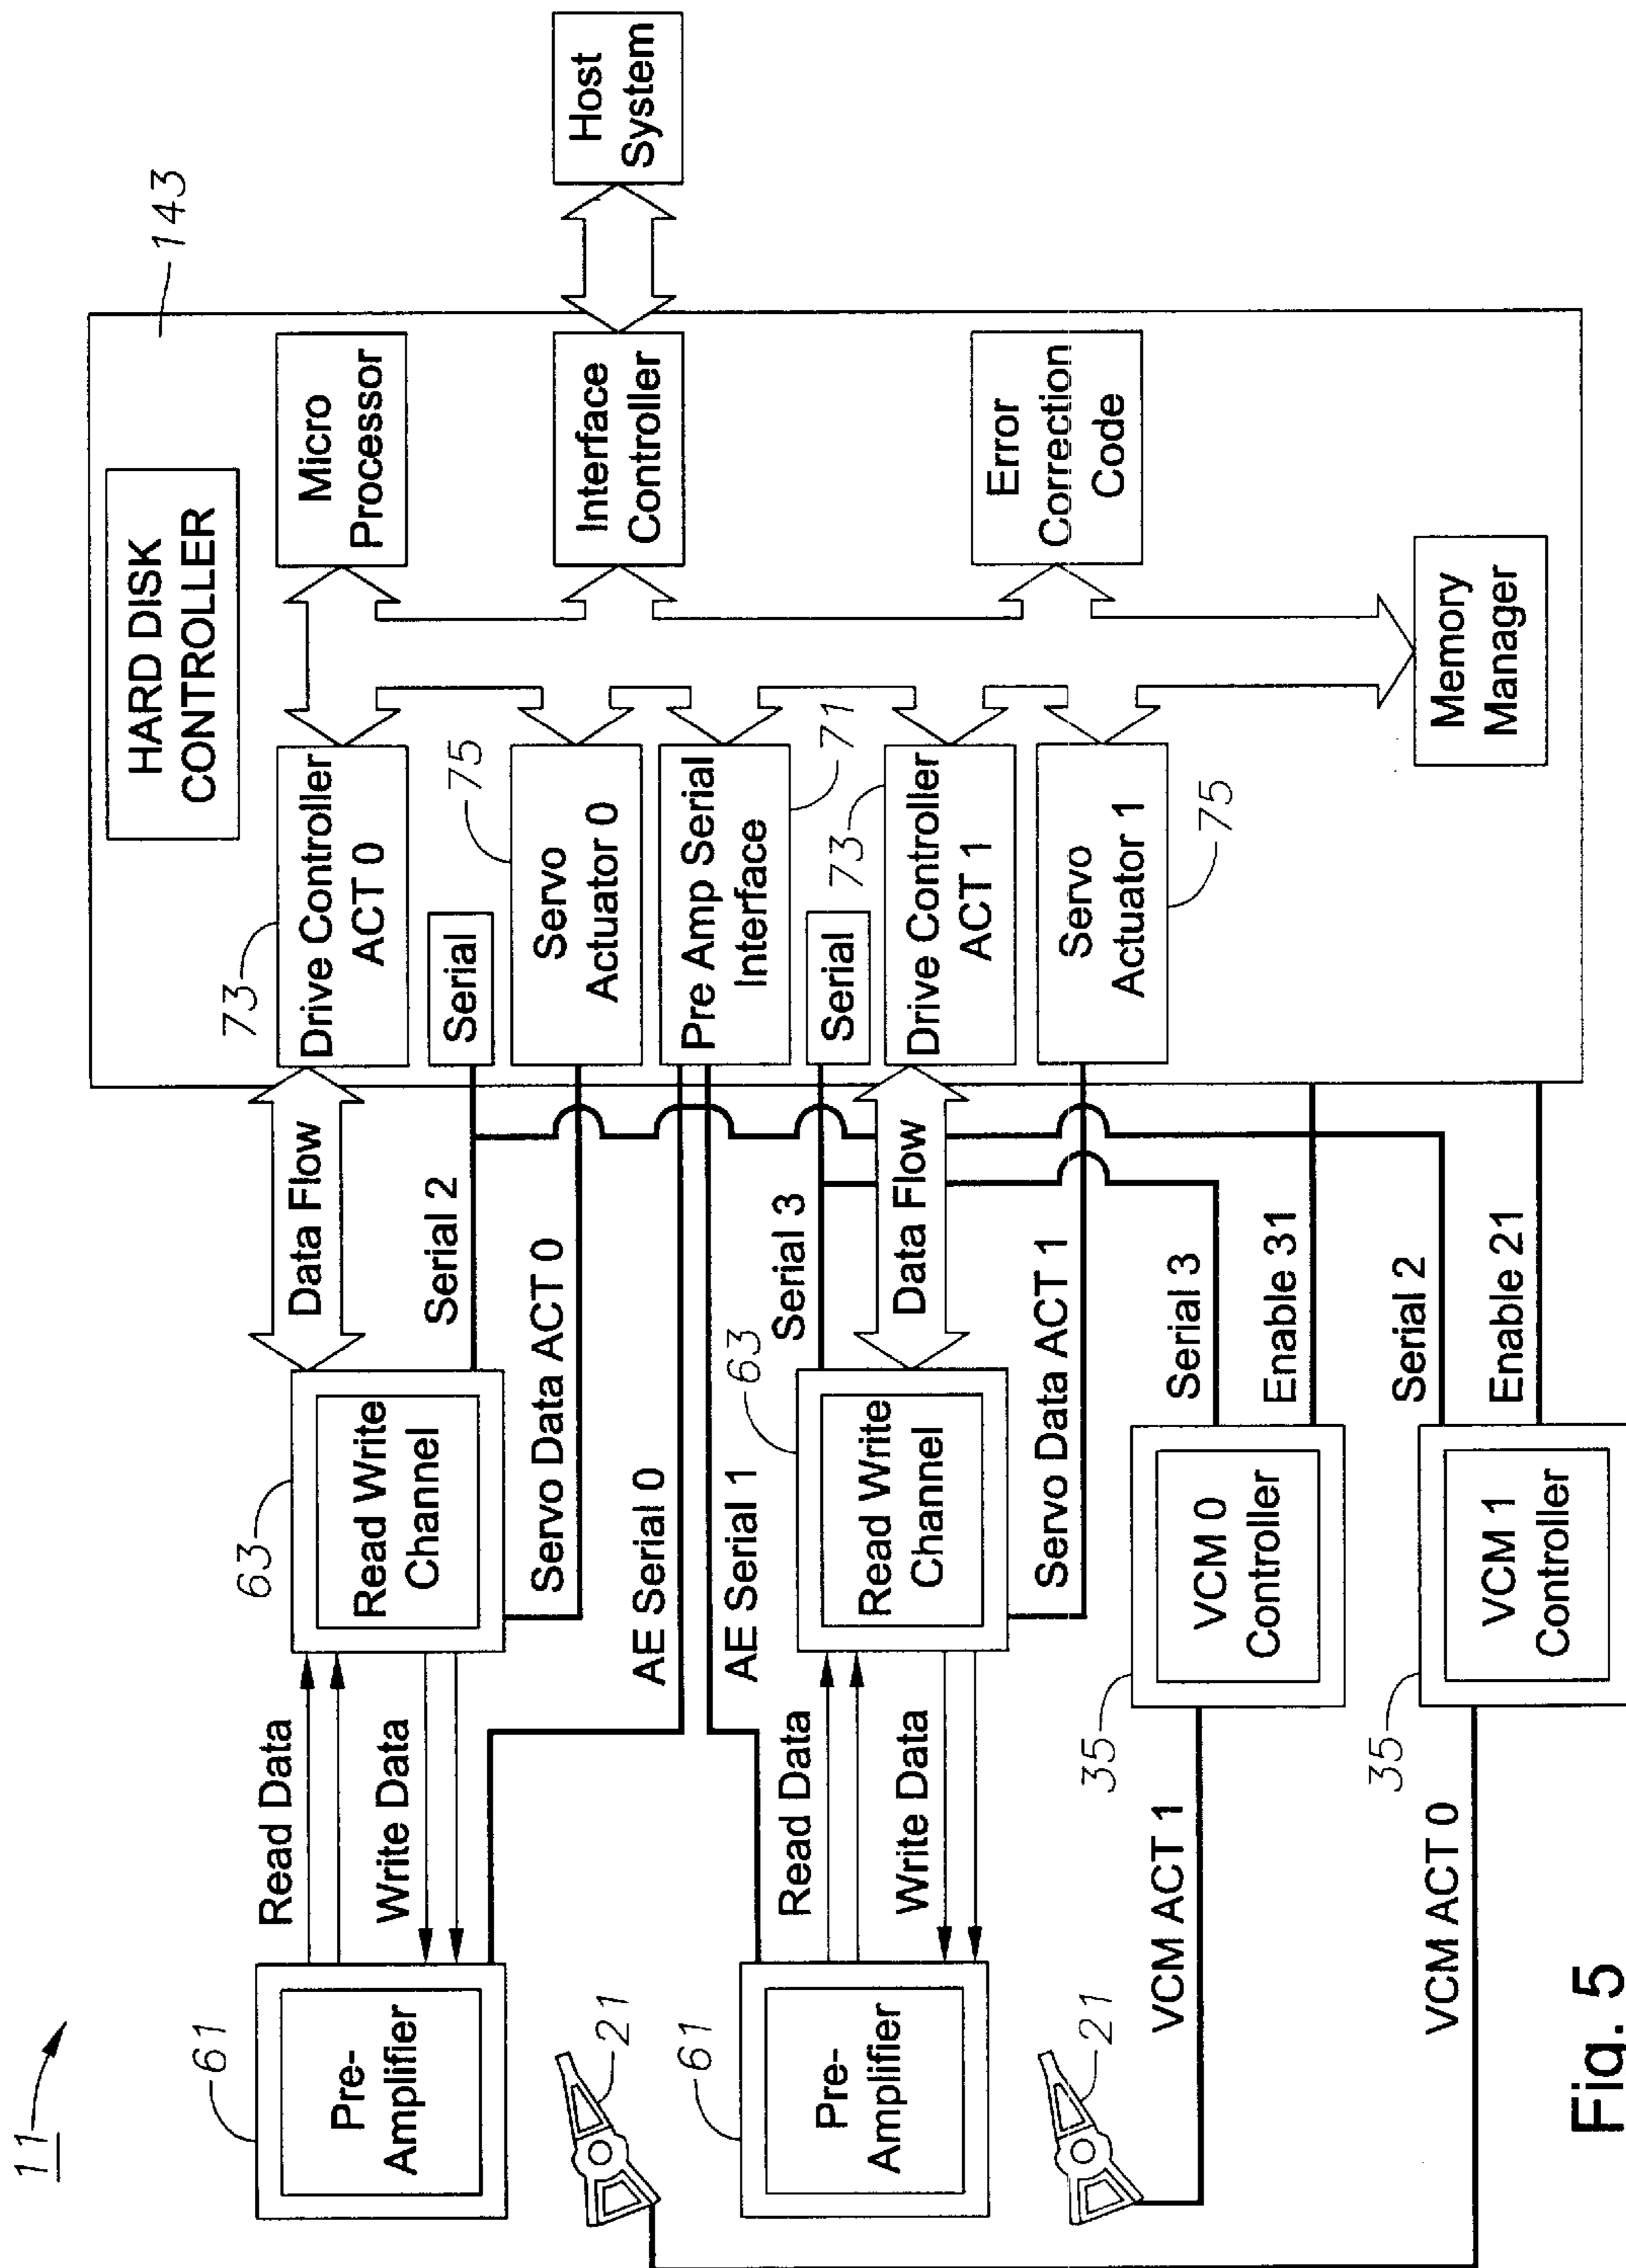 11
61
Pre-
Amplifier
Read Data
Write Data
63
Read Write
Channel
Data Flow
Serial 2
Servo Data ACT 0
AE Serial 0
AE Serial 1
21
61
Pre-
Amplifier
Read Data
Write Data
63
Read Write
Channel
Serial 3
Data Flow
Servo Data ACT 1
21
VCM ACT 1
35
VCM 0
Controller
Serial 3
Enable 31
VCM ACT 0
35
VCM 1
Controller
Serial 2
Enable 21
143
HARD DISK
CONTROLLER
73
Drive Controller
ACT 0
Serial
75
Servo
Actuator 0
Pre Amp Serial
Interface
71
Serial
73
Drive Controller
ACT 1
Servo
Actuator 1
75
Micro
Processor
Interface
Controller
Error
Correction
Code
Memory
Manager
Host
System
Fig. 5